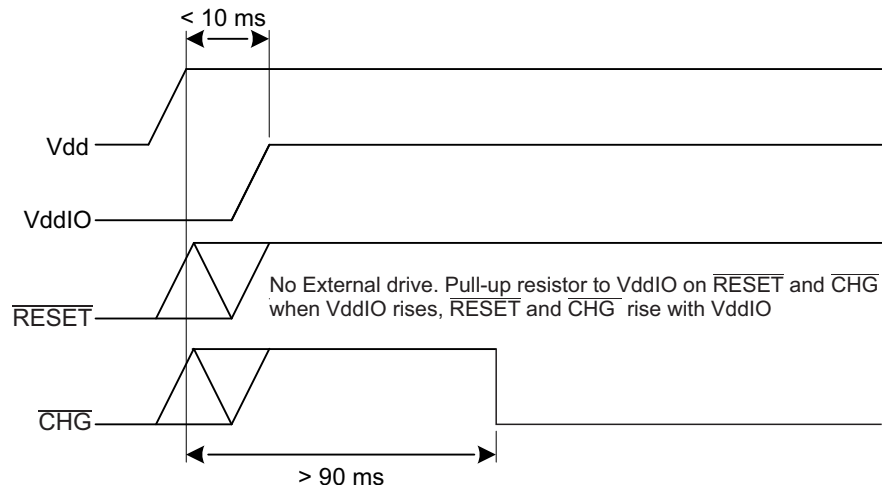 < 10 ms
Vdd
VddIO
No External drive. Pull-up resistor to VddIO on RESET and CHG
when VddIO rises, RESET and CHG rise with VddIO
RESET
CHG
> 90 ms